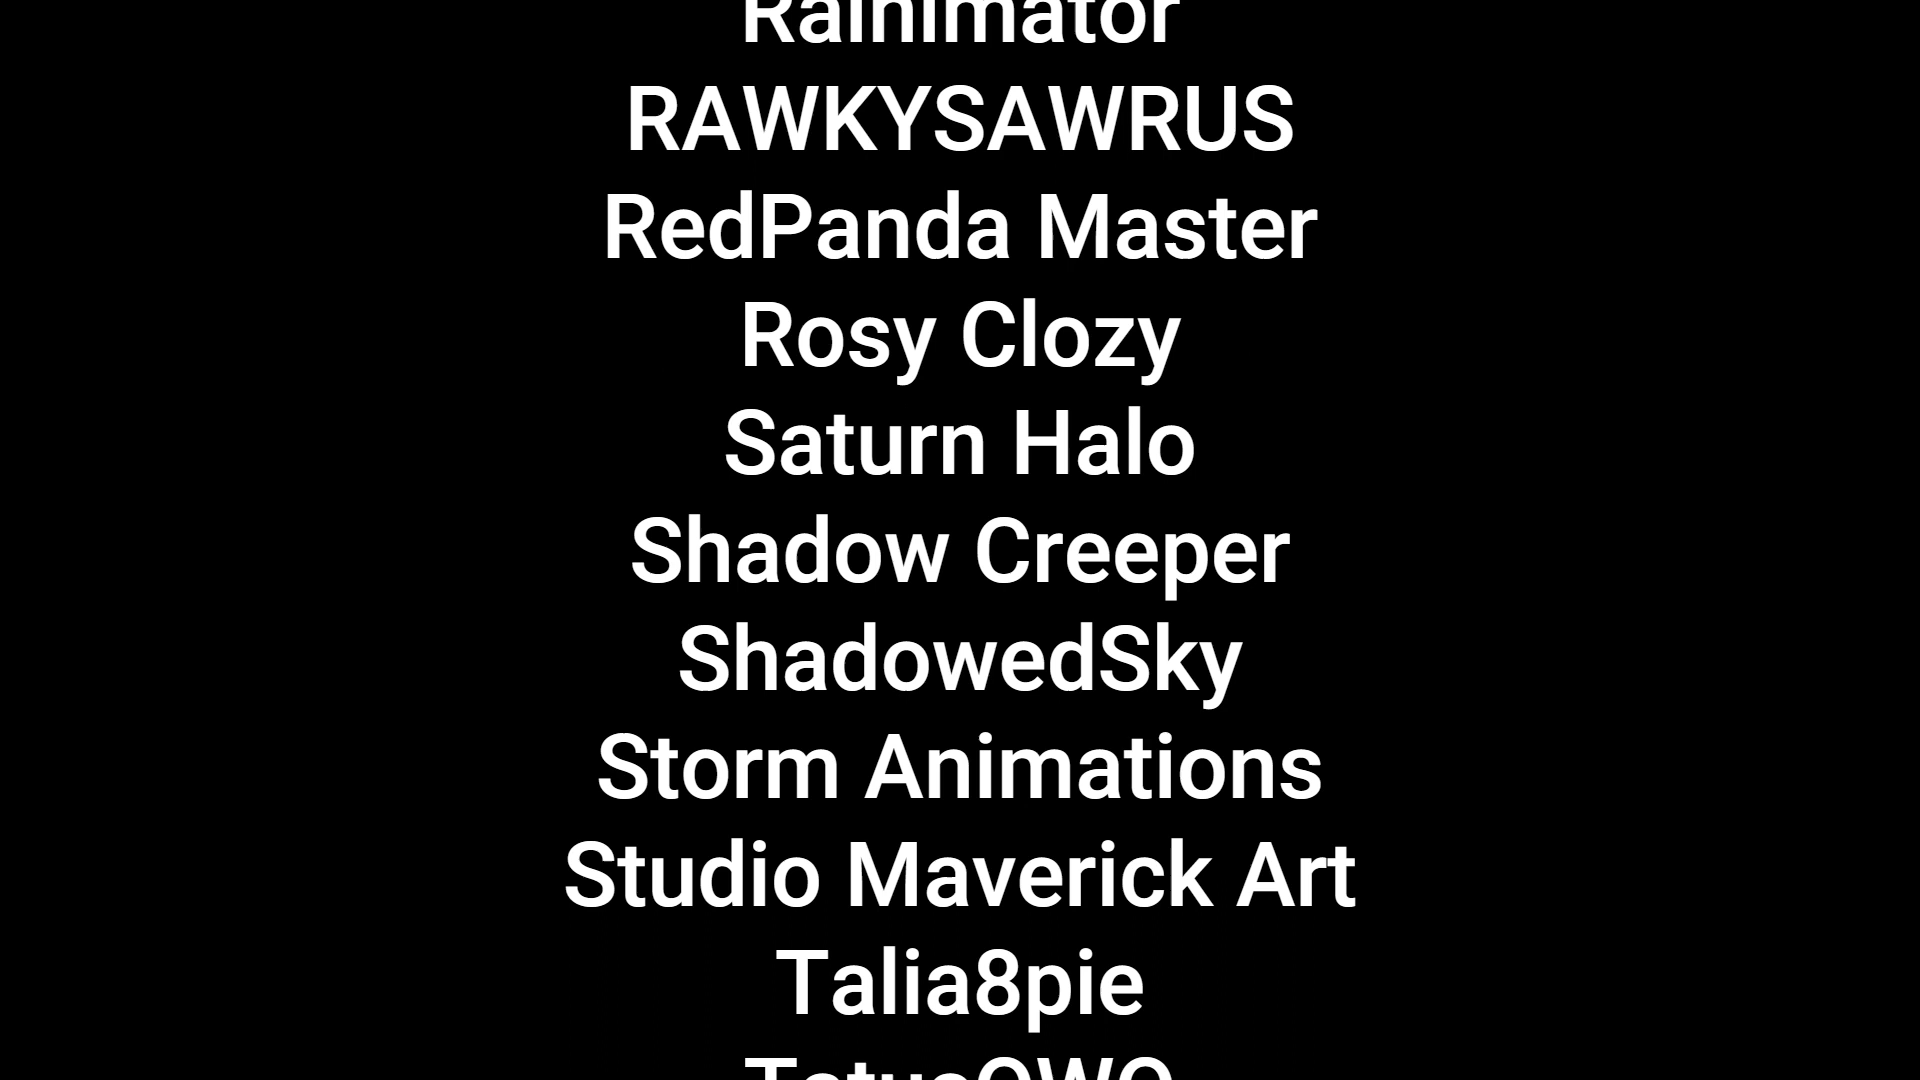 Rainimator
RAWKYSAWRUS
RedPanda Master
Rosy Clozy
Saturn Halo
Shadow Creeper
ShadowedSky
Storm Animations
Studio Maverick Art
Talia8pie